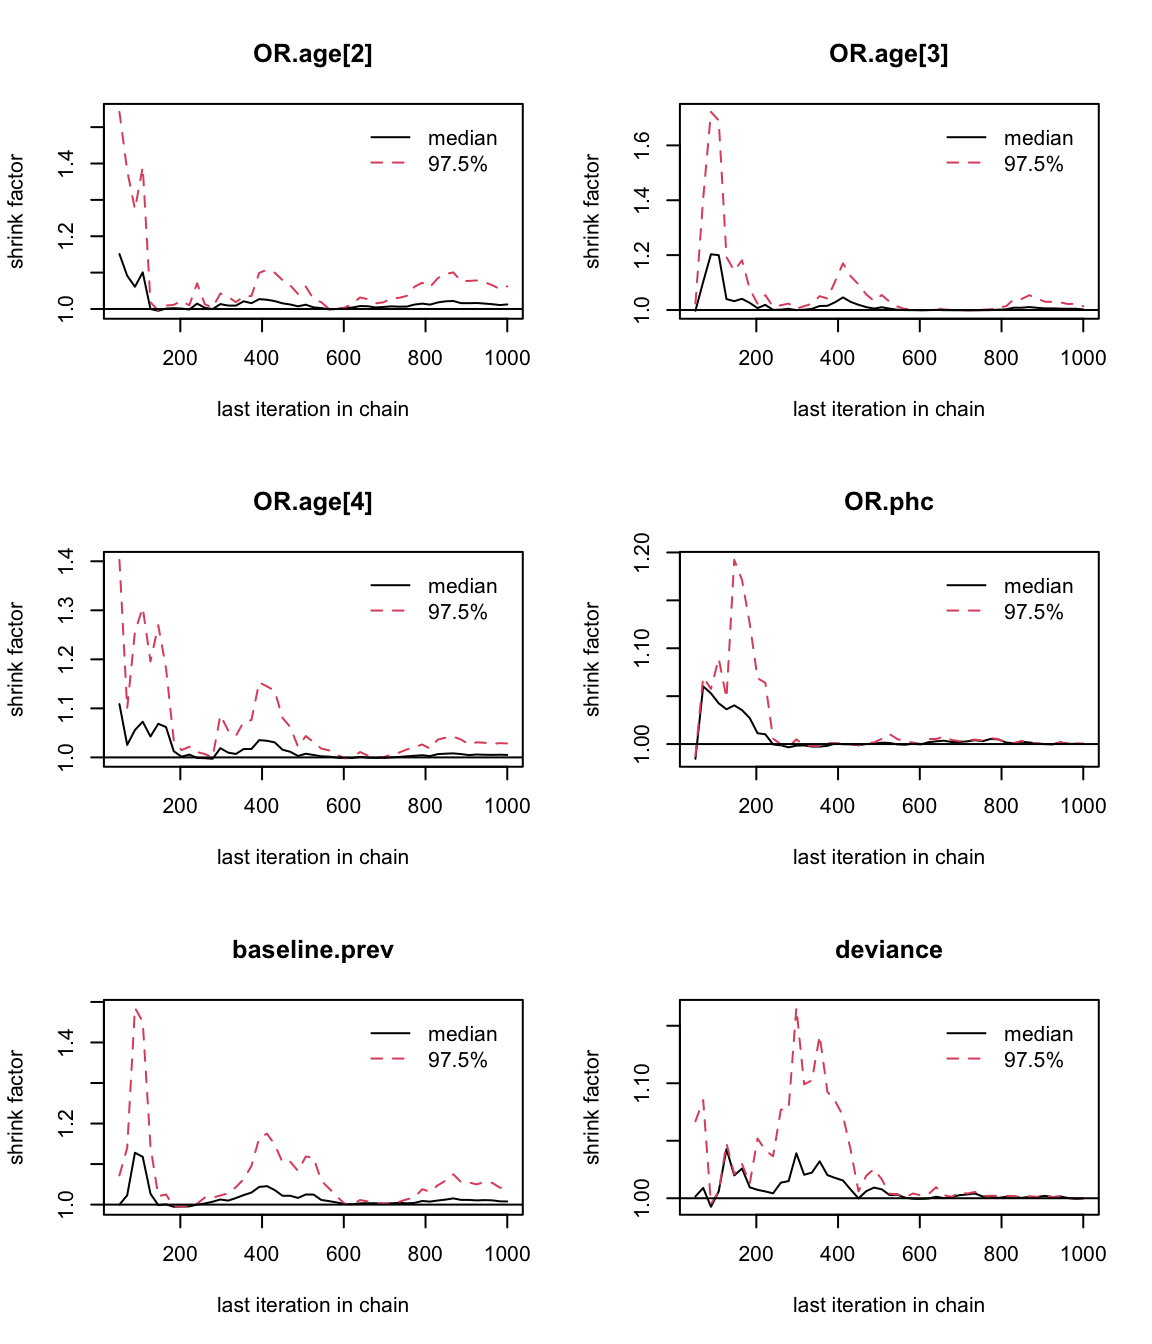 OR.age[2]
shrink factor
1.0 1.2 1.4
median
97.5%
200 400 600 800 1000
last iteration in chain
OR.age[3]
shrink factor
1.0 1.2 1.4 1.6
median
97.5%
200 400 600 800 1000
last iteration in chain
OR.age[4]
shrink factor
1.0 1.1 1.2 1.3 1.4
median
97.5%
200 400 600 800 1000
last iteration in chain
OR.phc
shrink factor
1.00 1.10 1.20
median
97.5%
200 400 600 800 1000
last iteration in chain
baseline.prev
shrink factor
1.0 1.2 1.4
median
97.5%
200 400 600 800 1000
last iteration in chain
deviance
shrink factor
1.00 1.10
median
97.5%
200 400 600 800 1000
last iteration in chain